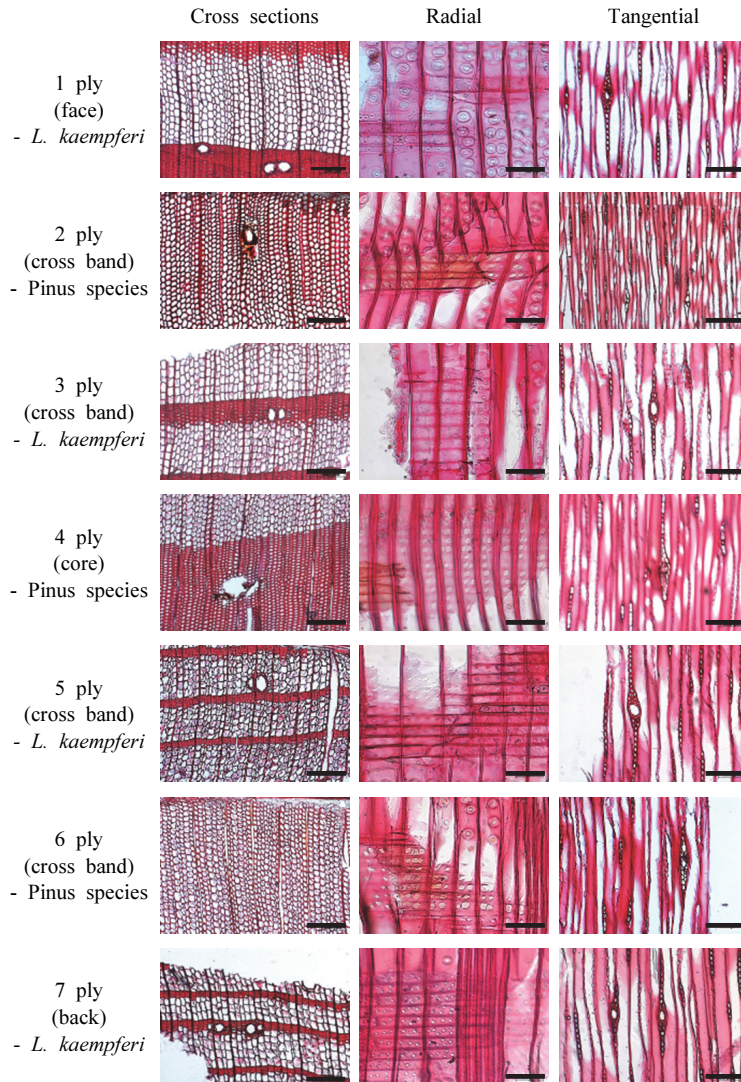 Cross sections Radial Tangential
1 ply
(face)
- L. kaempferi
2 ply
(cross band)
- Pinus species
3 ply
(cross band)
- L. kaempferi
4 ply
(core)
- Pinus species
5 ply
(cross band)
- L. kaempferi
6 ply
(cross band)
- Pinus species
7 ply
(back)
- L. kaempferi